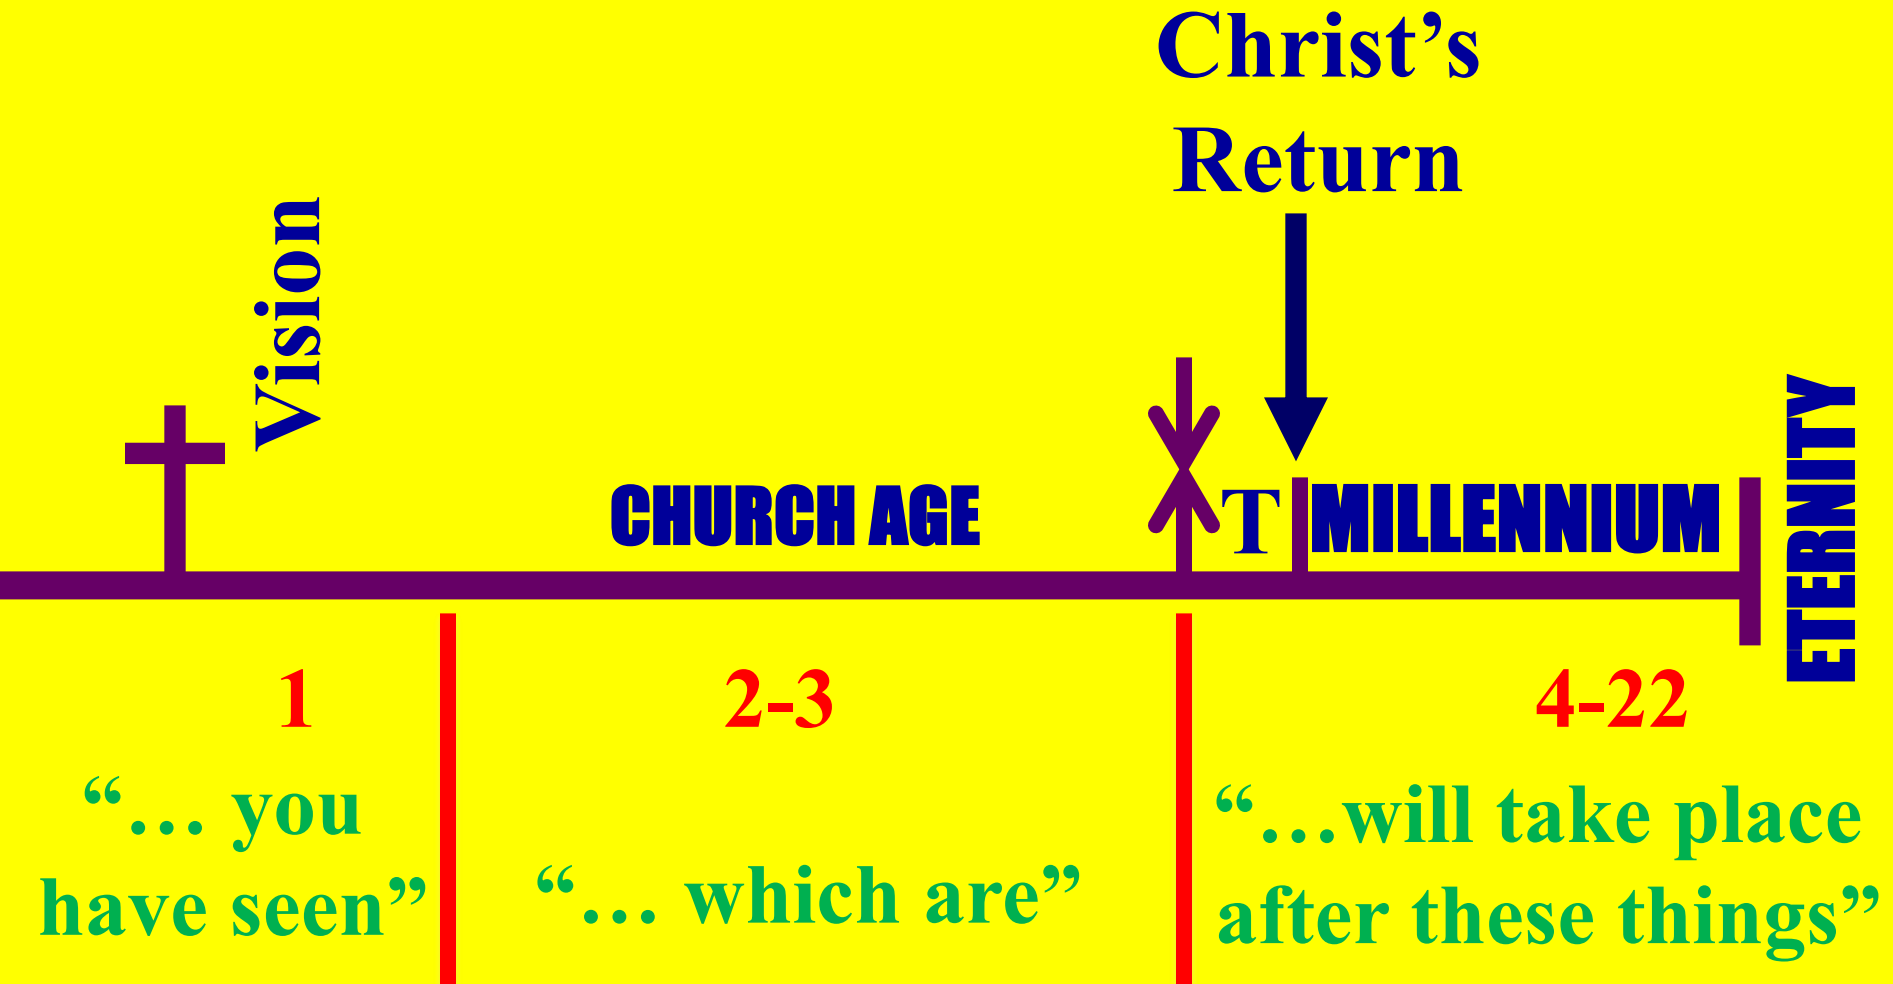 Christ’s
Return
Vision
CHURCH AGE
T
MILLENNIUM
ETERNITY
1
2-3
4-22
“… you
have seen”
“… which are”
“…will take place
after these things”